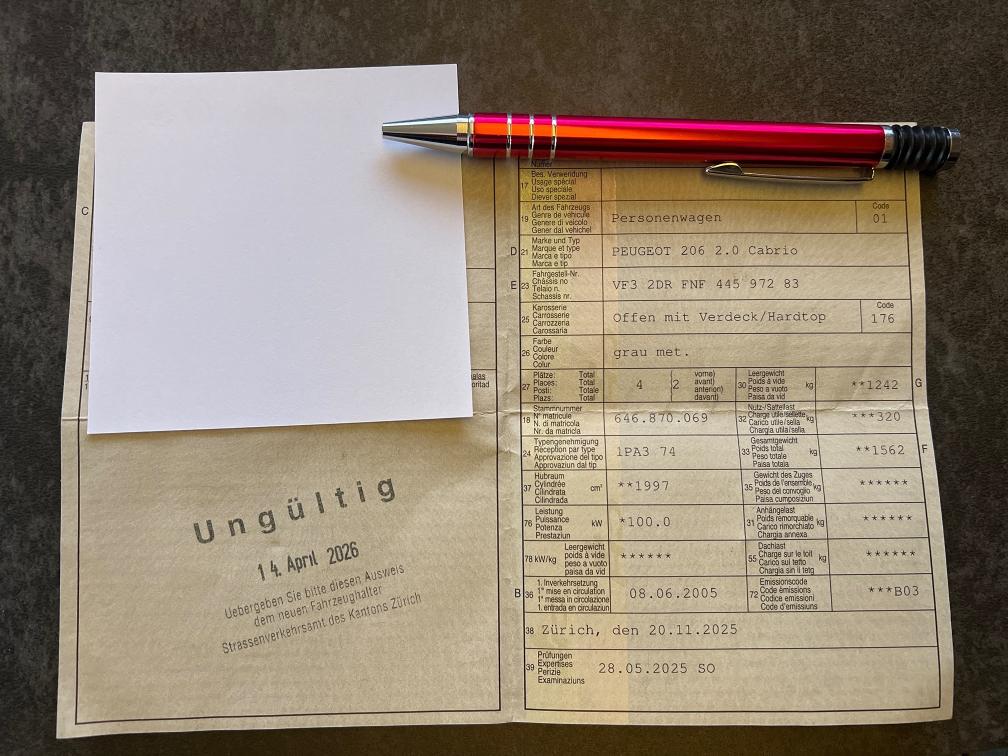 C
alas
oritad
Ungültig
14. April 2026
Uebergeben Sie bitte diesen Ausweis
dem neuen Fahrzeughalter
Strassenverkehrsamt des Kantons Zürich
17 Bes. Verwendung
Usage spécial
Uso speciale
Diever spezial
19 Art des Fahrzeugs
Genre de véhicule
Genere di veicolo
Gener dal vehichel
Personenwagen
Code
01
D 21 Marke und Typ
Marque et type
Marca e tipo
Marca e tip
PEUGEOT 206 2.0 Cabrio
E 23 Fahrgestell-Nr.
Châssis no
Telaio n.
Schassis nr.
VF3 2DR FNF 445 972 83
25 Karosserie
Carrosserie
Carrozzeria
Carossaria
Offen mit Verdeck/Hardtop
Code
176
26 Farbe
Couleur
Colore
Colur
grau met.
27 Plätze: Total
Places: Total
Posti: Totale
Plazs: Total
4 (2 vorne)
avant)
anteriori)
davant)
30 Leergewicht
Poids à vide
Peso a vuoto
Paisa da vid
kg
**1242 G
18 Stammnummer
N° matricule
N. di matricola
Nr. da matricla
646.870.069
32 Nutz-/Sattellast
Charge utile/sellette
Carico utile/sella
Chargia utila/sella
kg
***320
24 Typengenehmigung
Réception par type
Approvazione del tipo
Approvaziun dal tip
1PA3 74
33 Gesamtgewicht
Poids total
Peso totale
Paisa totala
kg
**1562 F
37 Hubraum
Cylindrée
Cilindrata
Cilindrada
cm³
**1997
35 Gewicht des Zuges
Poids de l'ensemble
Peso del convoglio
Paisa cumposiziun
kg
******
76 Leistung
Puissance
Potenza
Prestaziun
kW
*100.0
31 Anhängelast
Poids remorquable
Carico rimorchiato
Chargia annexa
kg
******
78 kW/kg Leergewicht
poids à vide
peso a vuoto
paisa da vid
******
55 Dachlast
Charge sur le toit
Carico sul tetto
Chargia sin il tetg
kg
******
B 36 1. Inverkehrsetzung
1re mise en circulation
1a messa in circolazione
1. entrada en circulaziun
08.06.2005
72 Emissionscode
Code émissions
Codice emissioni
Code d'emissiuns
***B03
38 Zürich, den 20.11.2025
39 Prüfungen
Expertises
Perizie
Examinaziuns
28.05.2025 SO